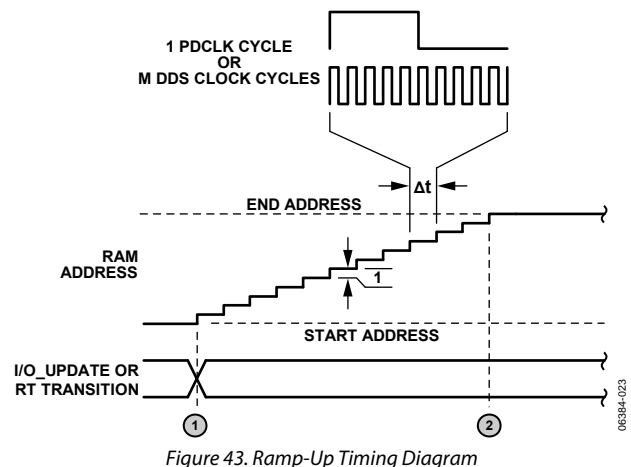 1 PDCLK CYCLE
OR
M DDS CLOCK CYCLES
Δt
END ADDRESS
RAM
ADDRESS
1
START ADDRESS
I/O_UPDATE OR
RT TRANSITION
1
2
06384-023
Figure 43. Ramp-Up Timing Diagram